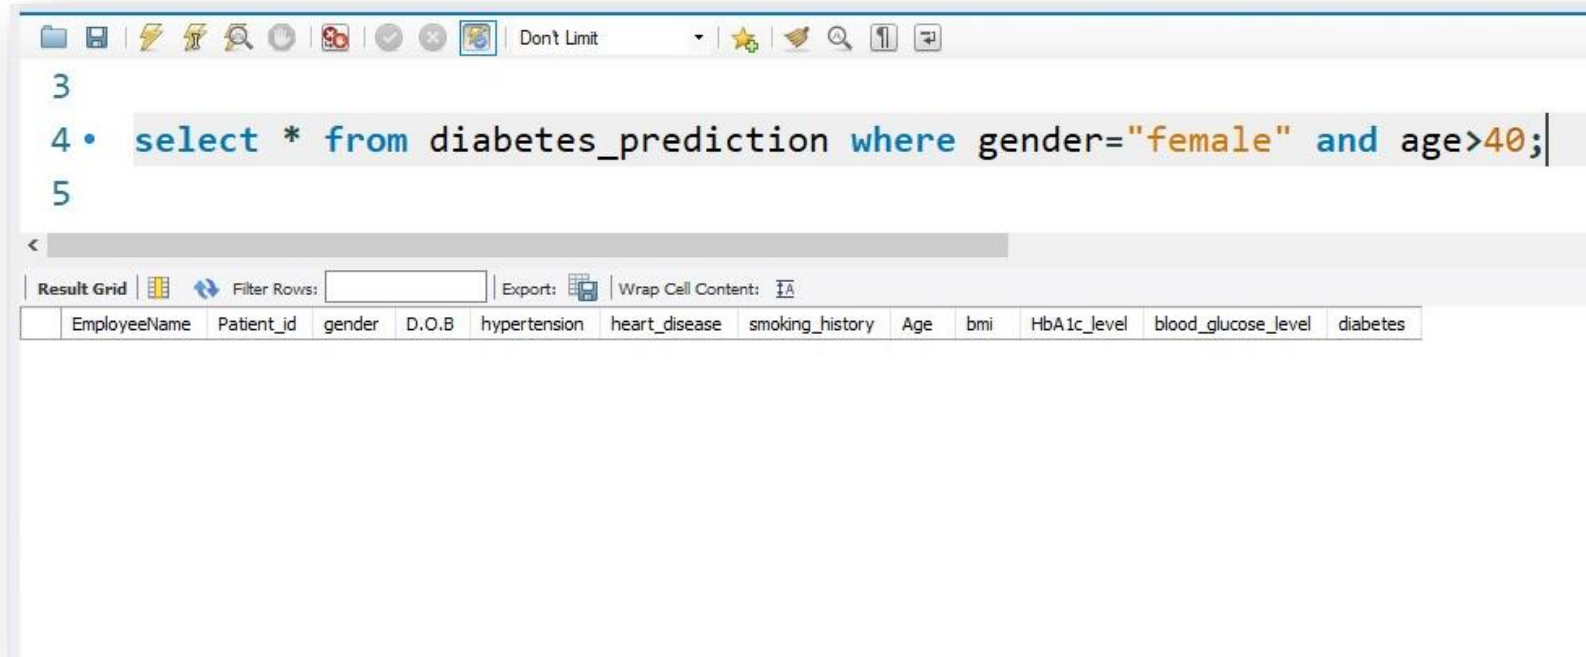 Don't Limit
3
4 select * from diabetes_prediction where gender="female" and age>40;
5
Result Grid Filter Rows: Export: Wrap Cell Content:
EmployeeName Patient_id gender D.O.B hypertension heart_disease smoking_history Age bmi HbA1c_level blood_glucose_level diabetes